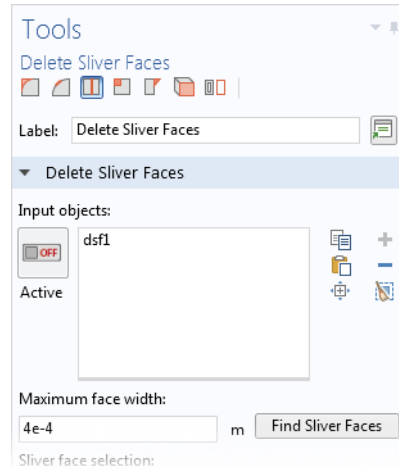 Tools
Delete Sliver Faces
Label: Delete Sliver Faces
Delete Sliver Faces
Input objects:
OFF dsf1
Active
Maximum face width:
4e-4 m Find Sliver Faces
Sliver face selection: